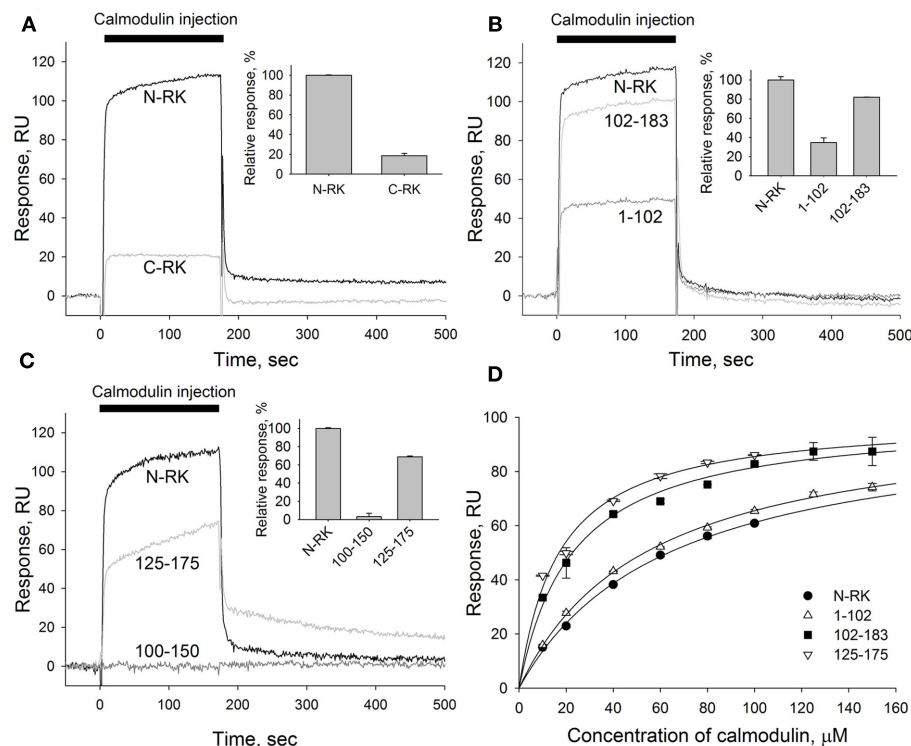 A
Calmodulin injection
Response, RU
120
100
80
60
40
20
0
N-RK
C-RK
0 100 200 300 400 500
Time, sec
Relative response, %
100
80
60
40
20
0
N-RK C-RK
B
Calmodulin injection
Response, RU
120
100
80
60
40
20
0
N-RK
102-183
1-102
0 100 200 300 400 500
Time, sec
Relative response, %
100
80
60
40
20
0
N-RK 1-102 102-183
C
Calmodulin injection
Response, RU
120
100
80
60
40
20
0
N-RK
125-175
100-150
0 100 200 300 400 500
Time, sec
Relative response, %
100
80
60
40
20
0
N-RK 100-150 125-175
D
Response, RU
100
80
60
40
20
0
N-RK
1-102
102-183
125-175
0 20 40 60 80 100 120 140 160
Concentration of calmodulin, μM